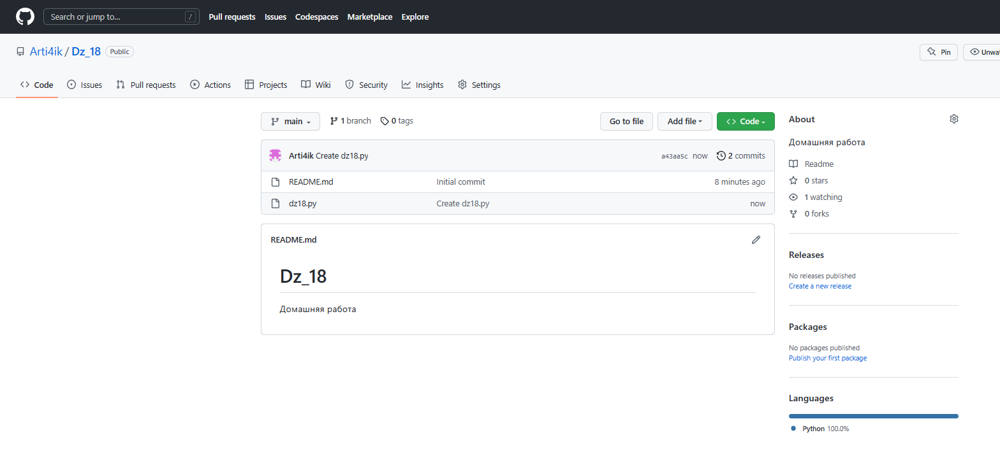 Search or jump to... /
Pull requests Issues Codespaces Marketplace Explore
Arti4ik / Dz_18 Public
Pin
Unwat
Code Issues Pull requests Actions Projects Wiki Security Insights Settings
main 1 branch 0 tags
Go to file Add file Code
Arti4ik Create dz18.py a43aa5c now 2 commits
README.md Initial commit 8 minutes ago
dz18.py Create dz18.py now
README.md
Dz_18
Домашняя работа
About
Домашняя работа
Readme
0 stars
1 watching
0 forks
Releases
No releases published
Create a new release
Packages
No packages published
Publish your first package
Languages
Python 100.0%